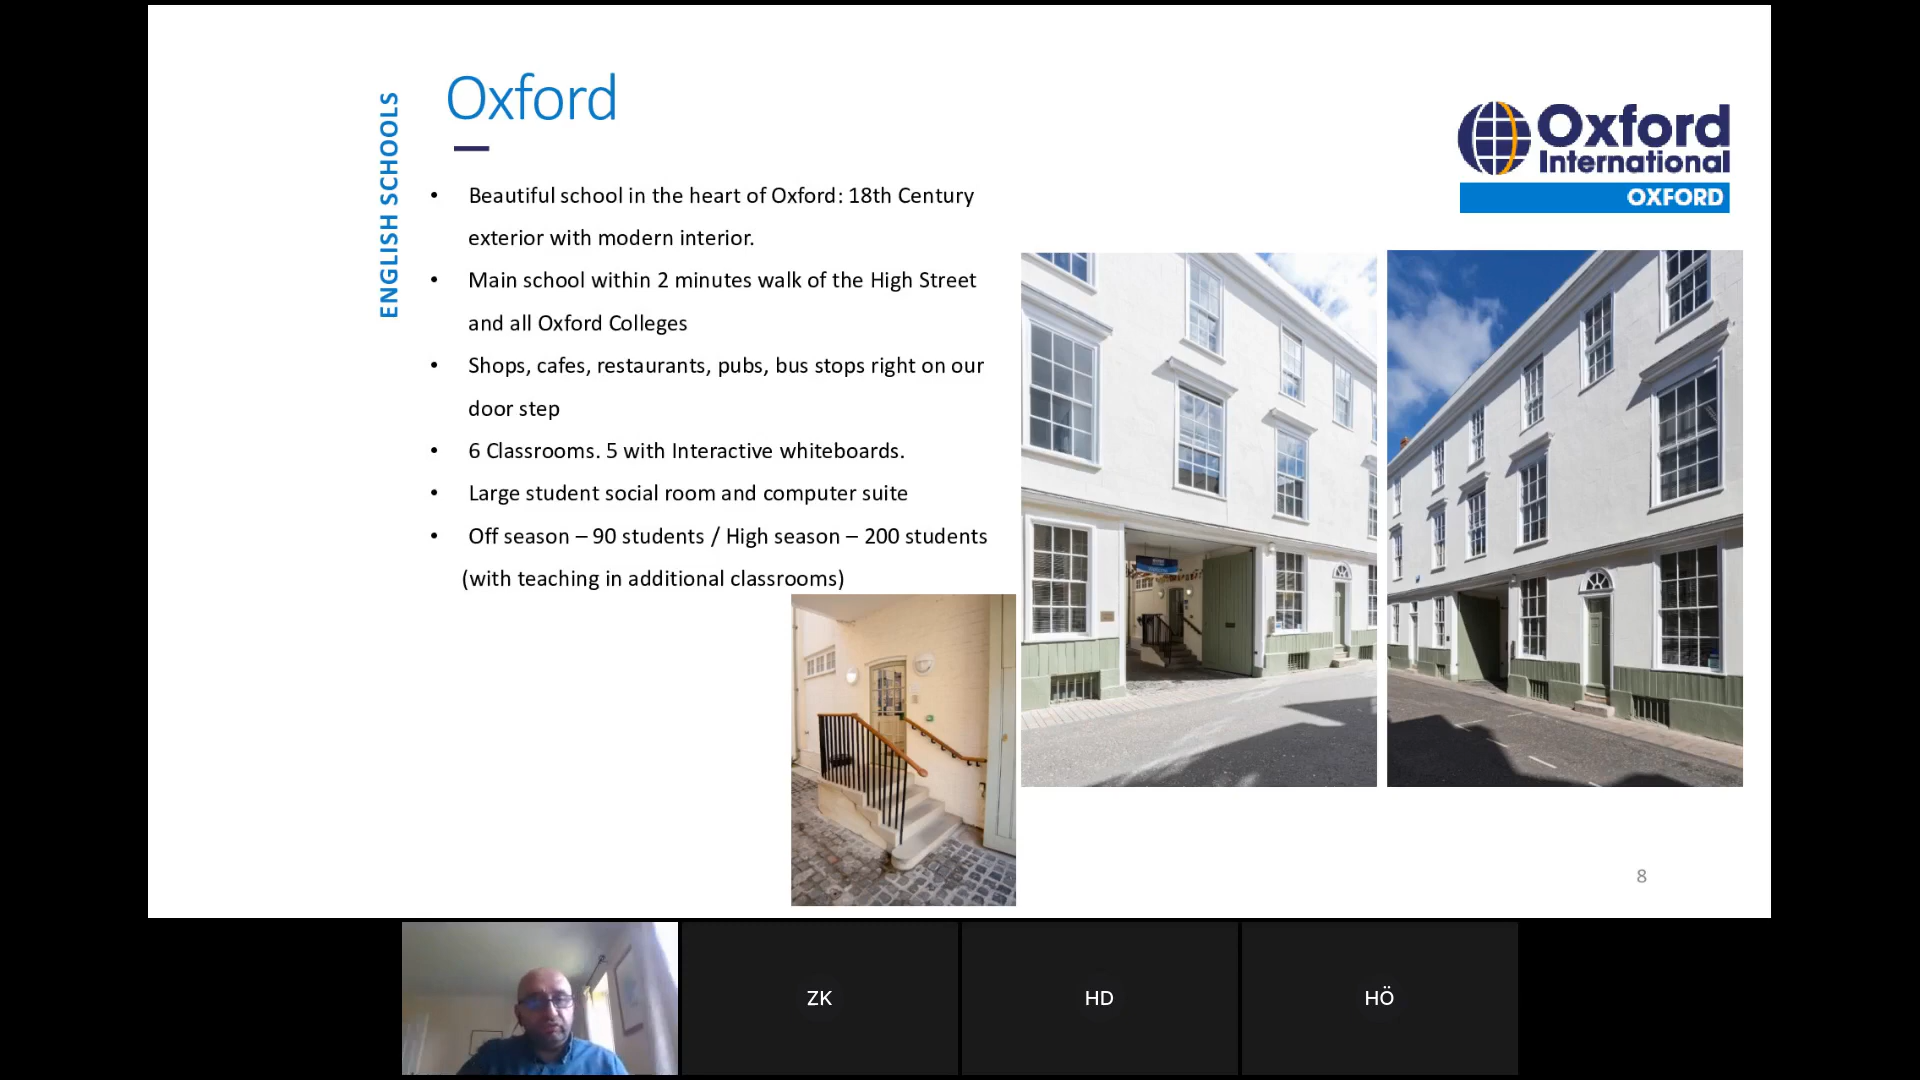 ENGLISH SCHOOLS
Oxford
Oxford
International
OXFORD
• Beautiful school in the heart of Oxford: 18th Century
exterior with modern interior.
• Main school within 2 minutes walk of the High Street
and all Oxford Colleges
• Shops, cafes, restaurants, pubs, bus stops right on our
door step
• 6 Classrooms. 5 with Interactive whiteboards.
• Large student social room and computer suite
• Off season – 90 students / High season – 200 students
(with teaching in additional classrooms)
8
ZK
HD
HÖ